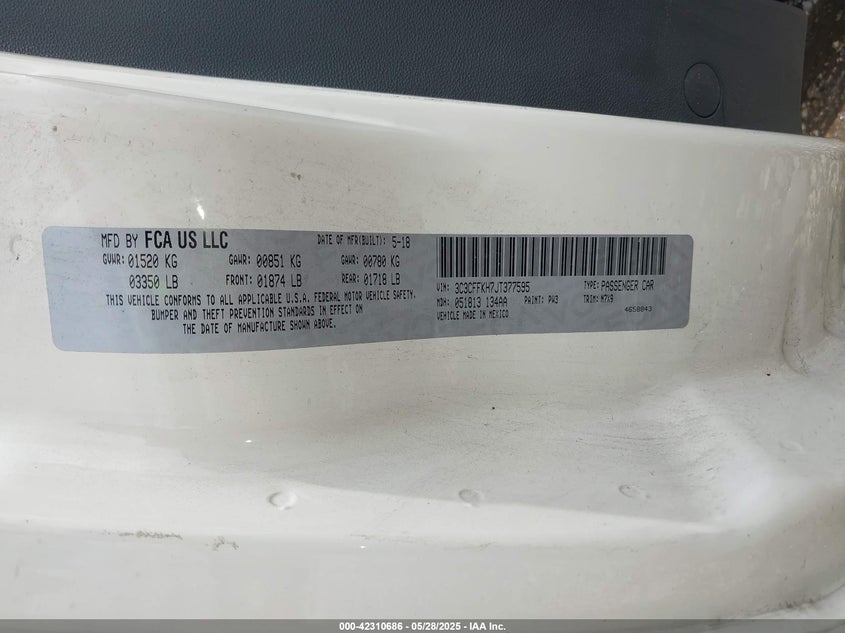 MFD BY FCA US LLC DATE OF MFR(BUILT): 5-18
GVWR: 01520 KG GAWR: 00851 KG GAWR: 00780 KG
03350 LB FRONT: 01874 LB REAR: 01718 LB
THIS VEHICLE CONFORMS TO ALL APPLICABLE U.S.A. FEDERAL MOTOR VEHICLE SAFETY,
BUMPER AND THEFT PREVENTION STANDARDS IN EFFECT ON
THE DATE OF MANUFACTURE SHOWN ABOVE.
VIN: 3C3CFFKH7JT377595 TYPE: PASSENGER CAR
MDH: 051813 134AA PAINT: PW3 TRIM: M7X9
VEHICLE MADE IN MEXICO 4658843
000-42310686 - 05/28/2025 - IAA Inc.